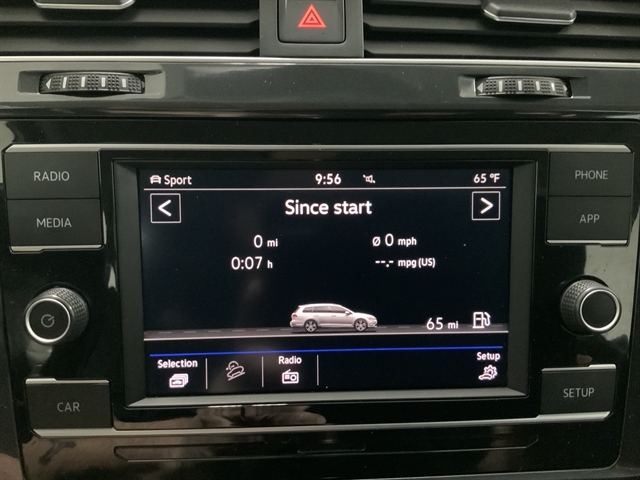 RADIO
MEDIA
CAR
PHONE
APP
SETUP
Sport 9:56 65 °F
Since start
0 mi ø 0 mph
0:07 h --.- mpg (US)
65 mi
Selection Radio Setup